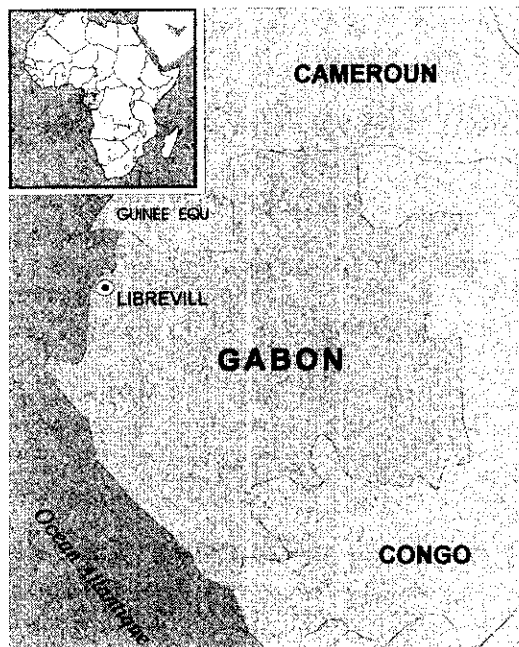 CAMEROUN
GUINEE EQU
LIBREVILL
GABON
CONGO
Océan Atlantique